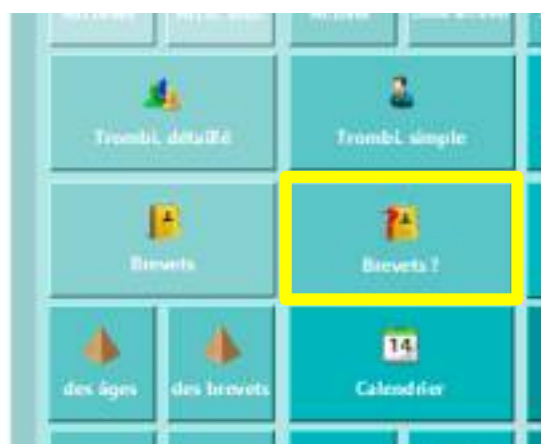 Trombi. détaillé
Trombi. simple
Brevets
Brevets ?
des âges
des brevets
14
Calendrier